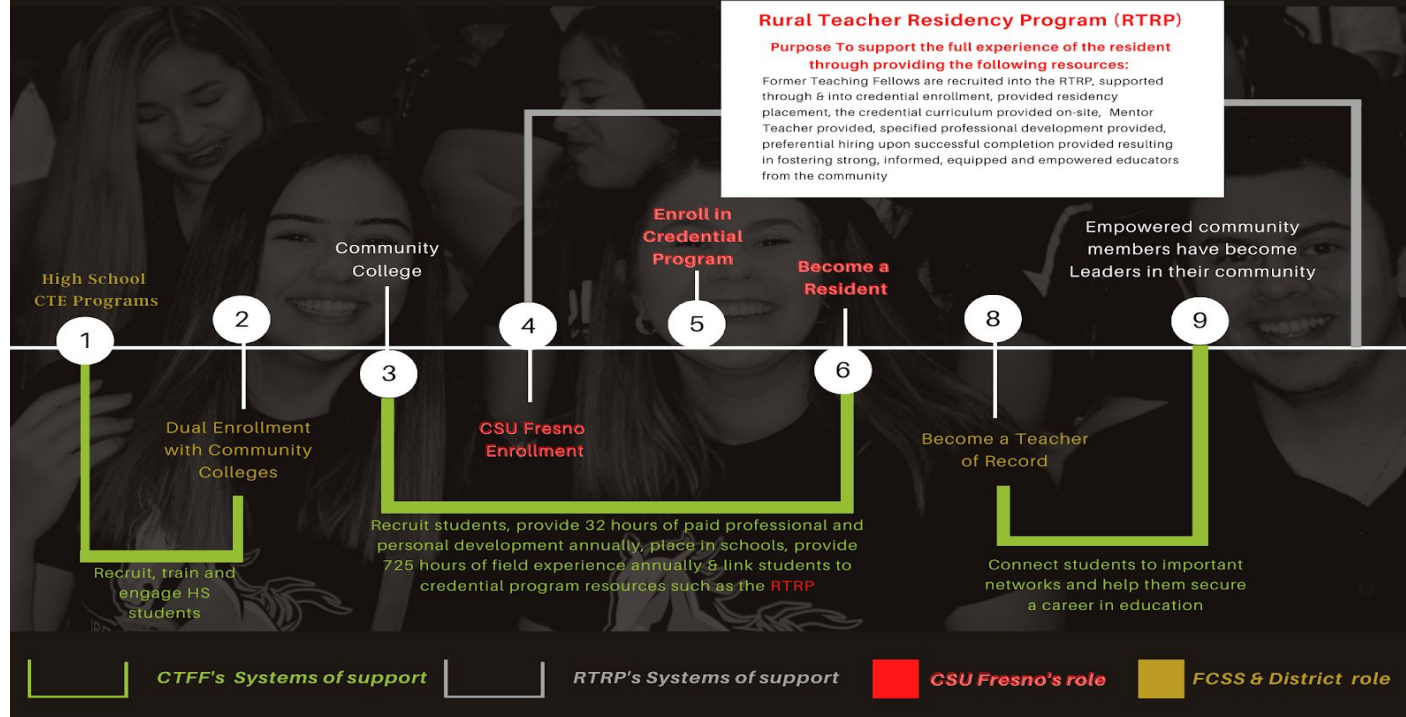 Rural Teacher Residency Program (RTRP)
Purpose To support the full experience of the resident
through providing the following resources:
Former Teaching Fellows are recruited into the RTRP, supported
through & into credential enrollment, provided residency
placement, the credential curriculum provided on-site, Mentor
Teacher provided, specified professional development provided,
preferential hiring upon successful completion provided resulting
in fostering strong, informed, equipped and empowered educators
from the community
High School
CTE Programs
1
2
Dual Enrollment
with Community
Colleges
Recruit, train and
engage HS
students
Community
College
3
4
CSU Fresno
Enrollment
Enroll in
Credential
Program
5
Become a
Resident
6
Recruit students, provide 32 hours of paid professional and
personal development annually, place in schools, provide
725 hours of field experience annually & link students to
credential program resources such as the RTRP
8
Become a Teacher
of Record
Empowered community
members have become
Leaders in their community
9
Connect students to important
networks and help them secure
a career in education
CTFF's Systems of support
RTRP's Systems of support
CSU Fresno's role
FCSS & District role